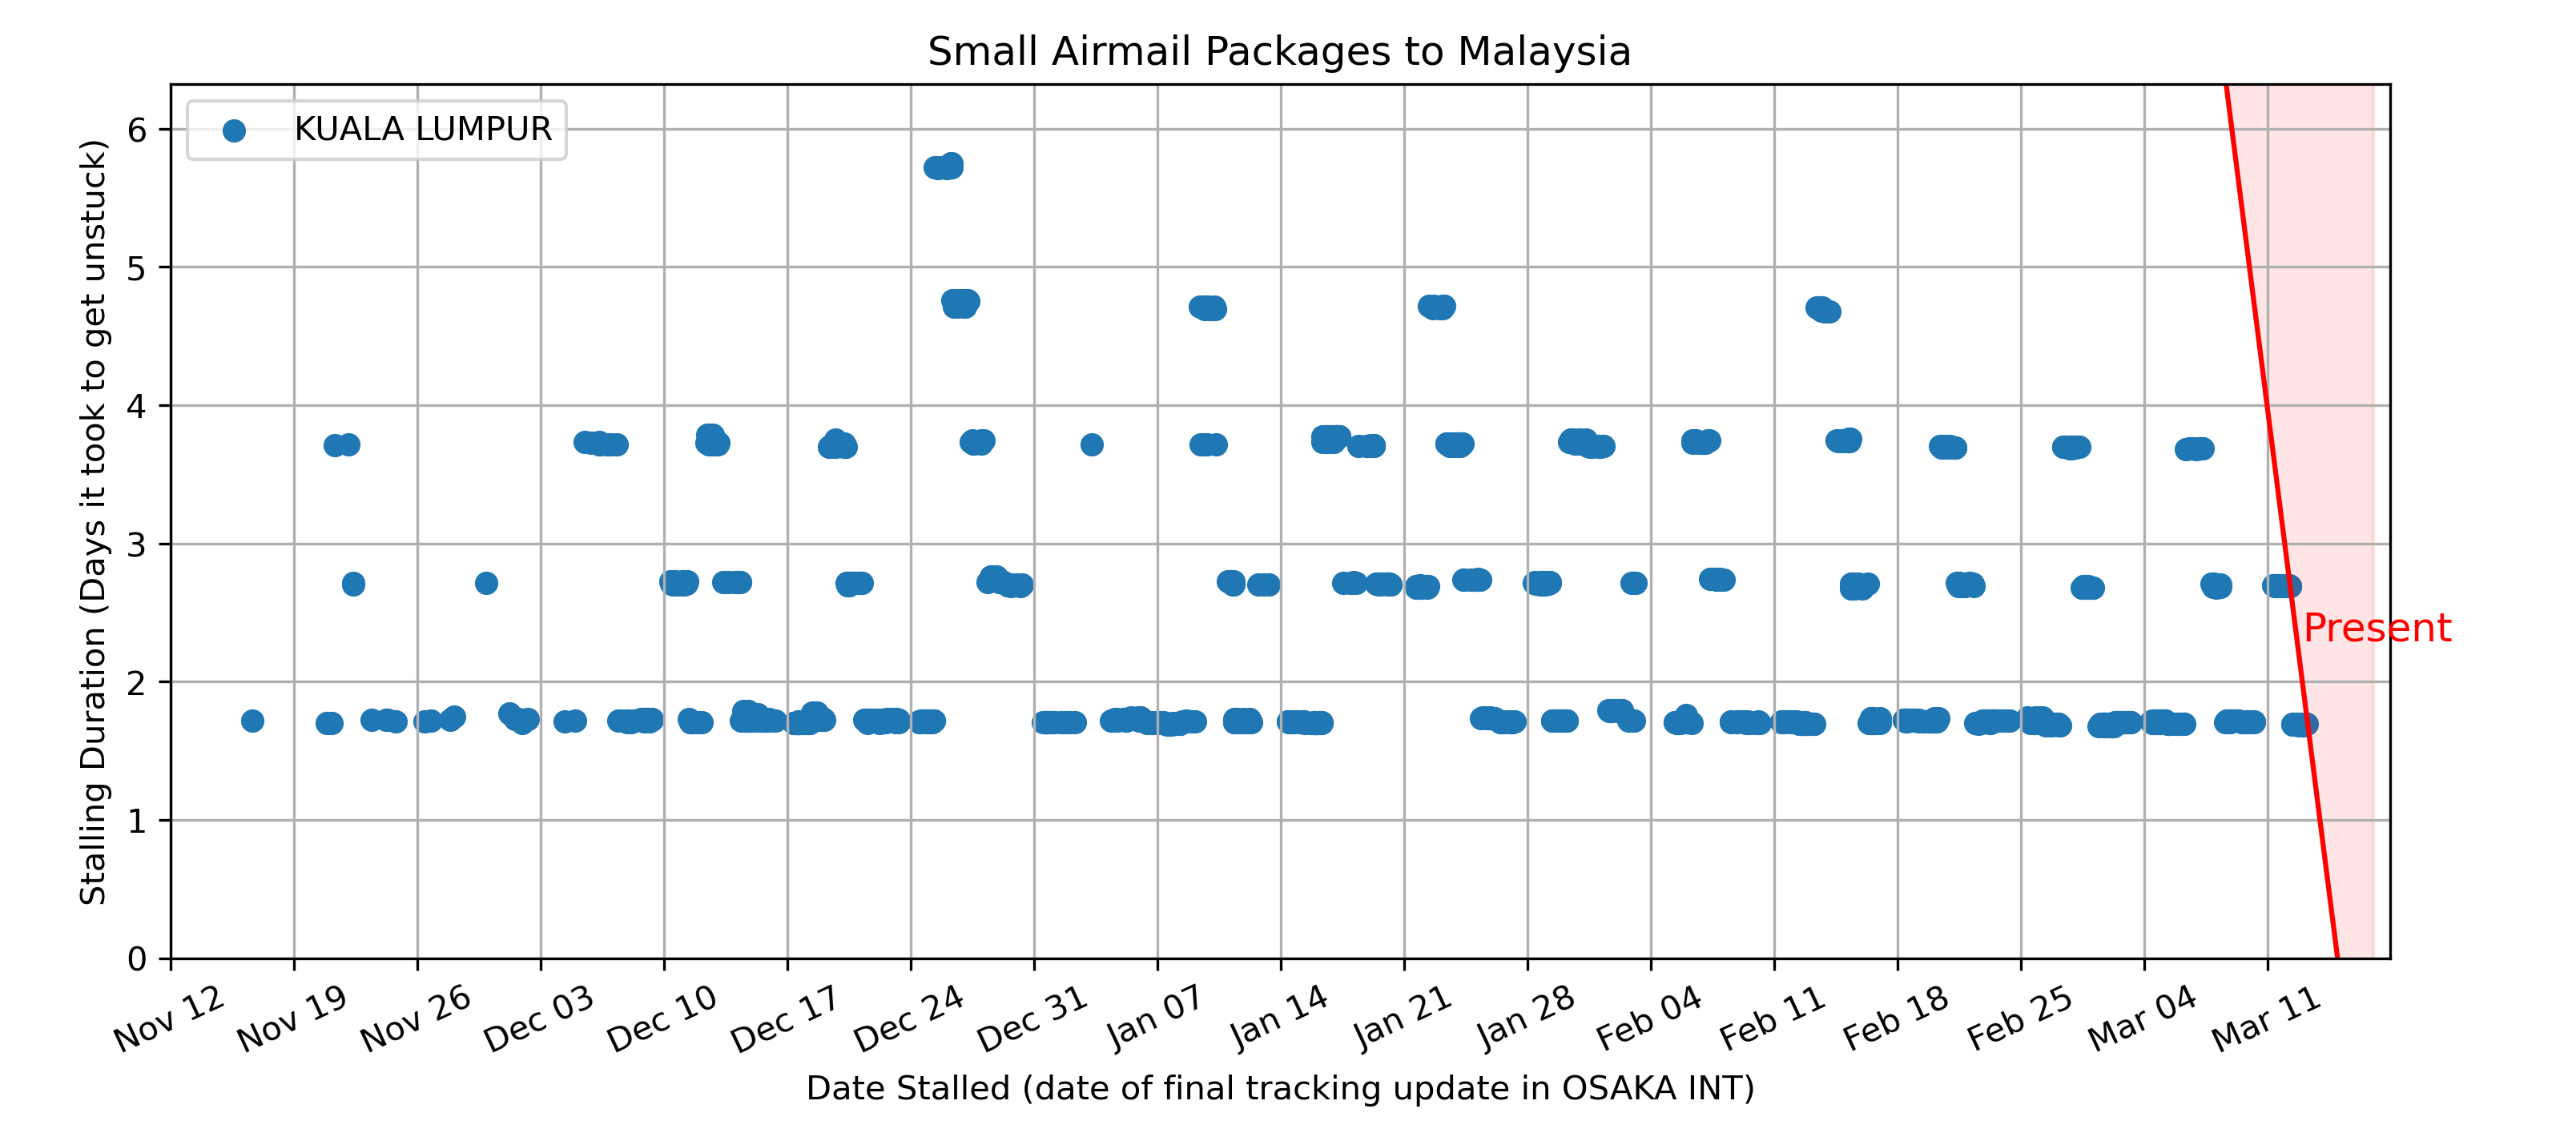 Small Airmail Packages to Malaysia
KUALA LUMPUR
Stalling Duration (Days it took to get unstuck)
6
5
4
3
2
1
0
Present
Nov 12
Nov 19
Nov 26
Dec 03
Dec 10
Dec 17
Dec 24
Dec 31
Jan 07
Jan 14
Jan 21
Jan 28
Feb 04
Feb 11
Feb 18
Feb 25
Mar 04
Mar 11
Date Stalled (date of final tracking update in OSAKA INT)